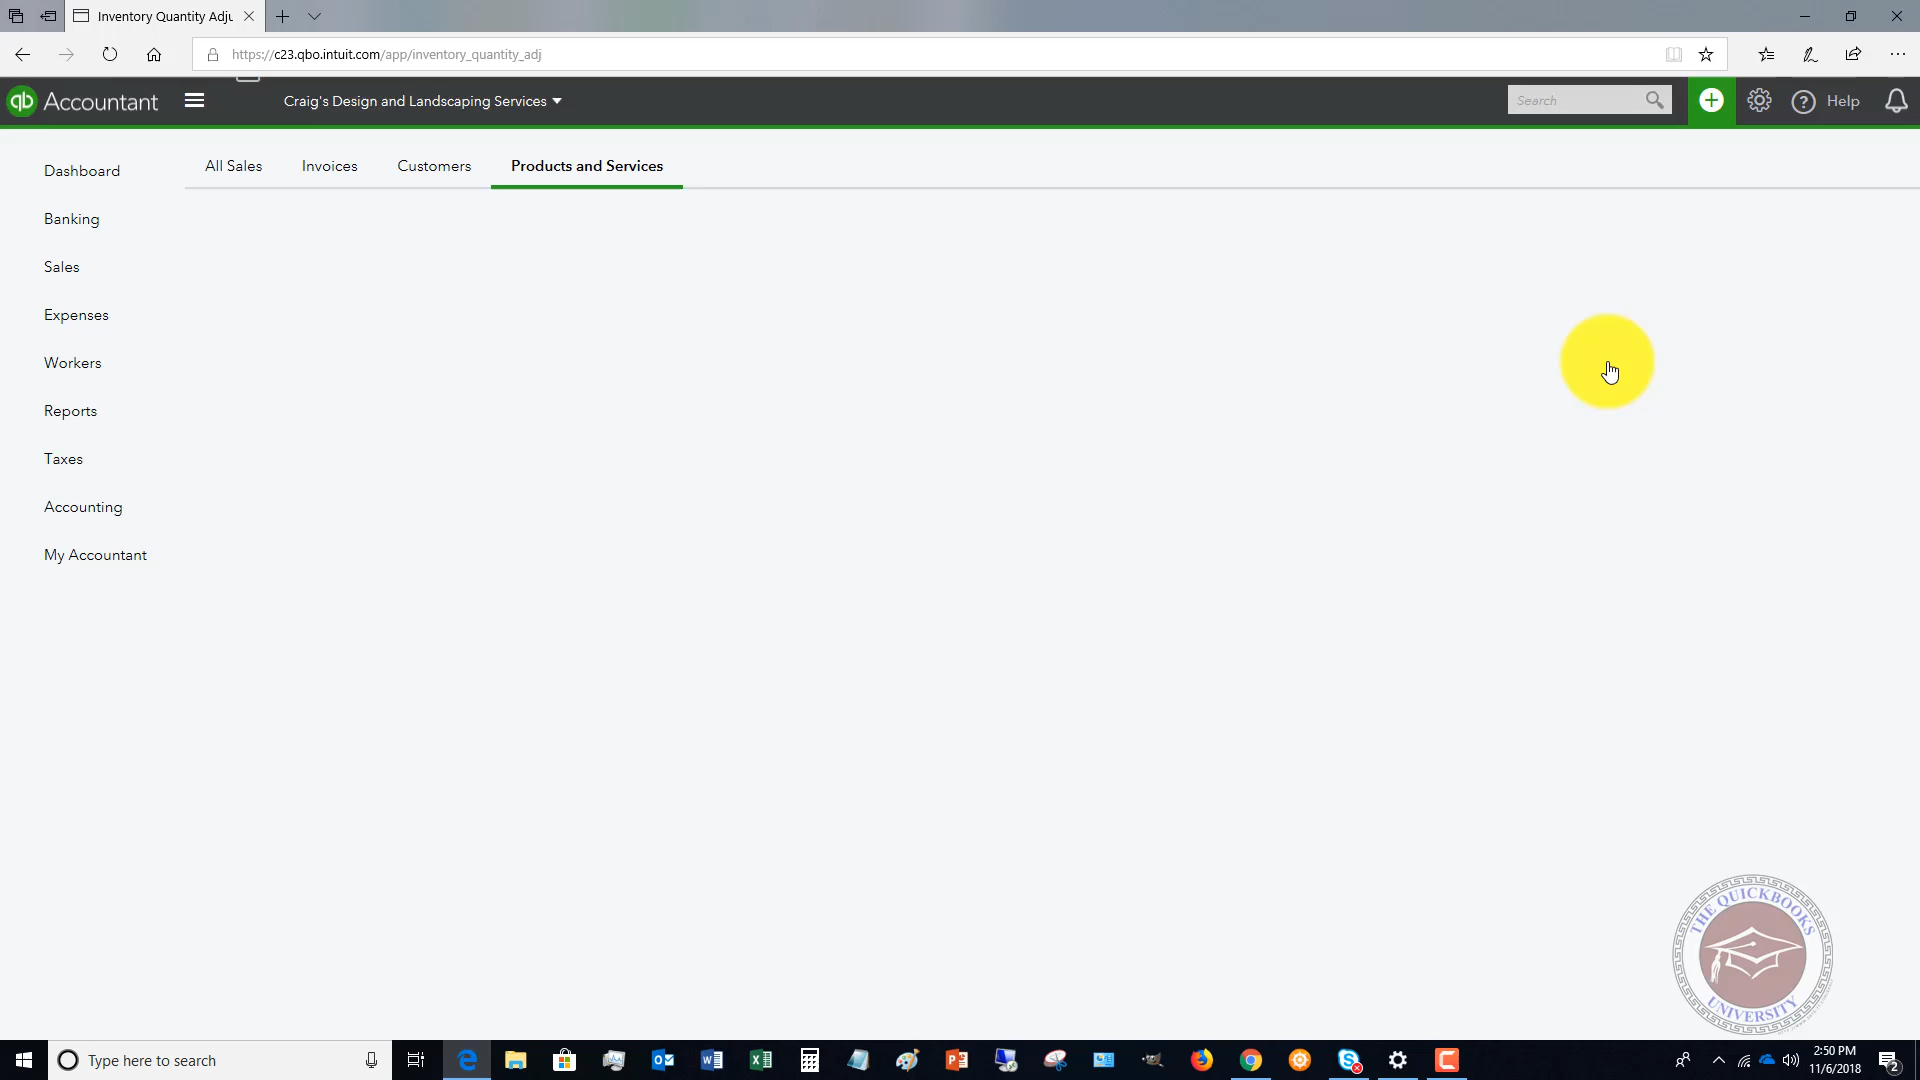 Inventory Quantity Adju
https://c23.qbo.intuit.com/app/inventory_quantity_adj
qb Accountant
Craig's Design and Landscaping Services
Search
Help
All Sales
Invoices
Customers
Products and Services
Dashboard
Banking
Sales
Expenses
Workers
Reports
Taxes
Accounting
My Accountant
THE QUICKBOOKS
UNIVERSITY
Type here to search
2:50 PM
11/6/2018
2